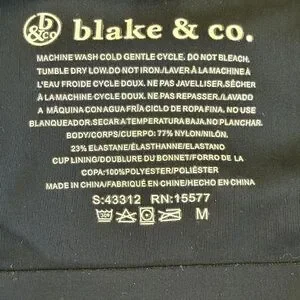 b
&co
blake & co.
MACHINE WASH COLD GENTLE CYCLE. DO NOT BLEACH.
TUMBLE DRY LOW. DO NOT IRON/LAVER À LA MACHINE À
L'EAU FROIDE CYCLE DOUX. NE PAS JAVELLISER. SÉCHER
À LA MACHINE CYCLE DOUX. NE PAS REPASSER./LAVADO
A MÁQUINA CON AGUA FRÍA CICLO DE ROPA FINA. NO USE
BLANQUEADOR. SECAR A TEMPERATURA BAJA. NO PLANCHAR.
BODY/CORPS/CUERPO: 77% NYLON/NILÓN.
23% ELASTANE/ÉLASTHANNE/ELASTANO
CUP LINING/DOUBLURE DU BONNET/FORRO DE LA
COPA:100%POLYESTER/POLIÉSTER
MADE IN CHINA/FABRIQUÉ EN CHINE/HECHO EN CHINA
S:43312 RN:15577
M